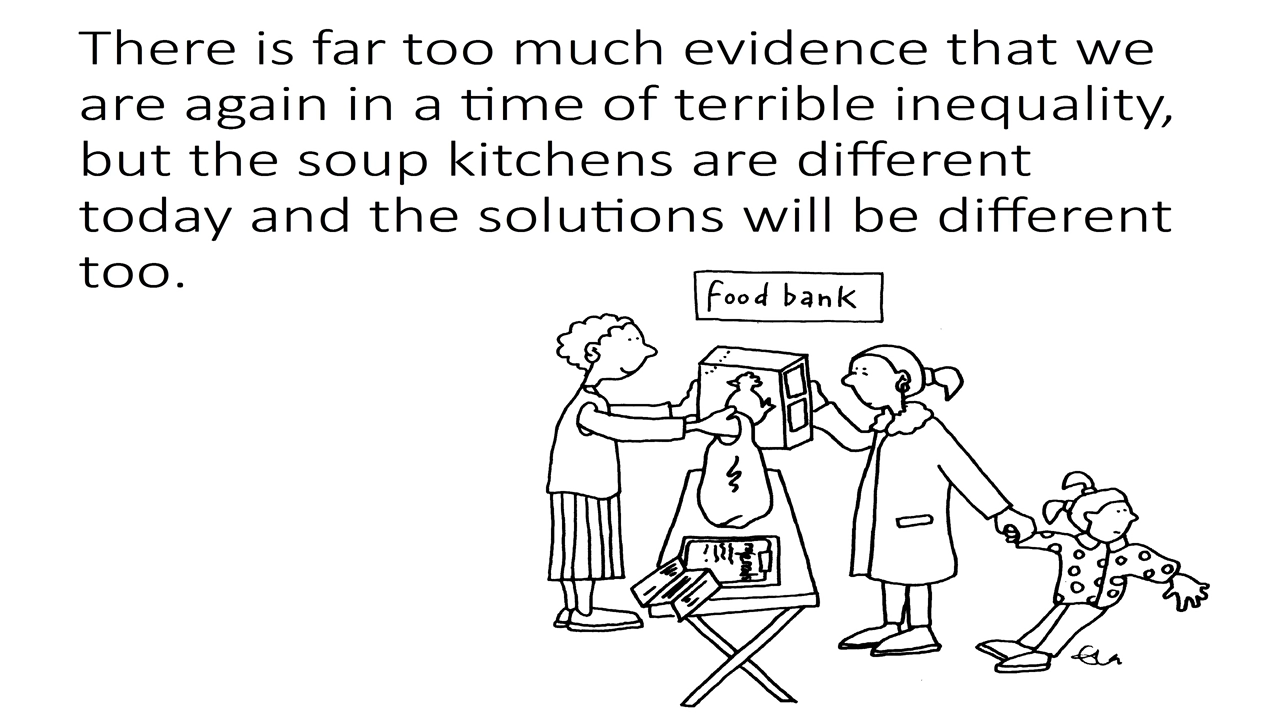 There is far too much evidence that we
are again in a time of terrible inequality,
but the soup kitchens are different
today and the solutions will be different
too.
food bank